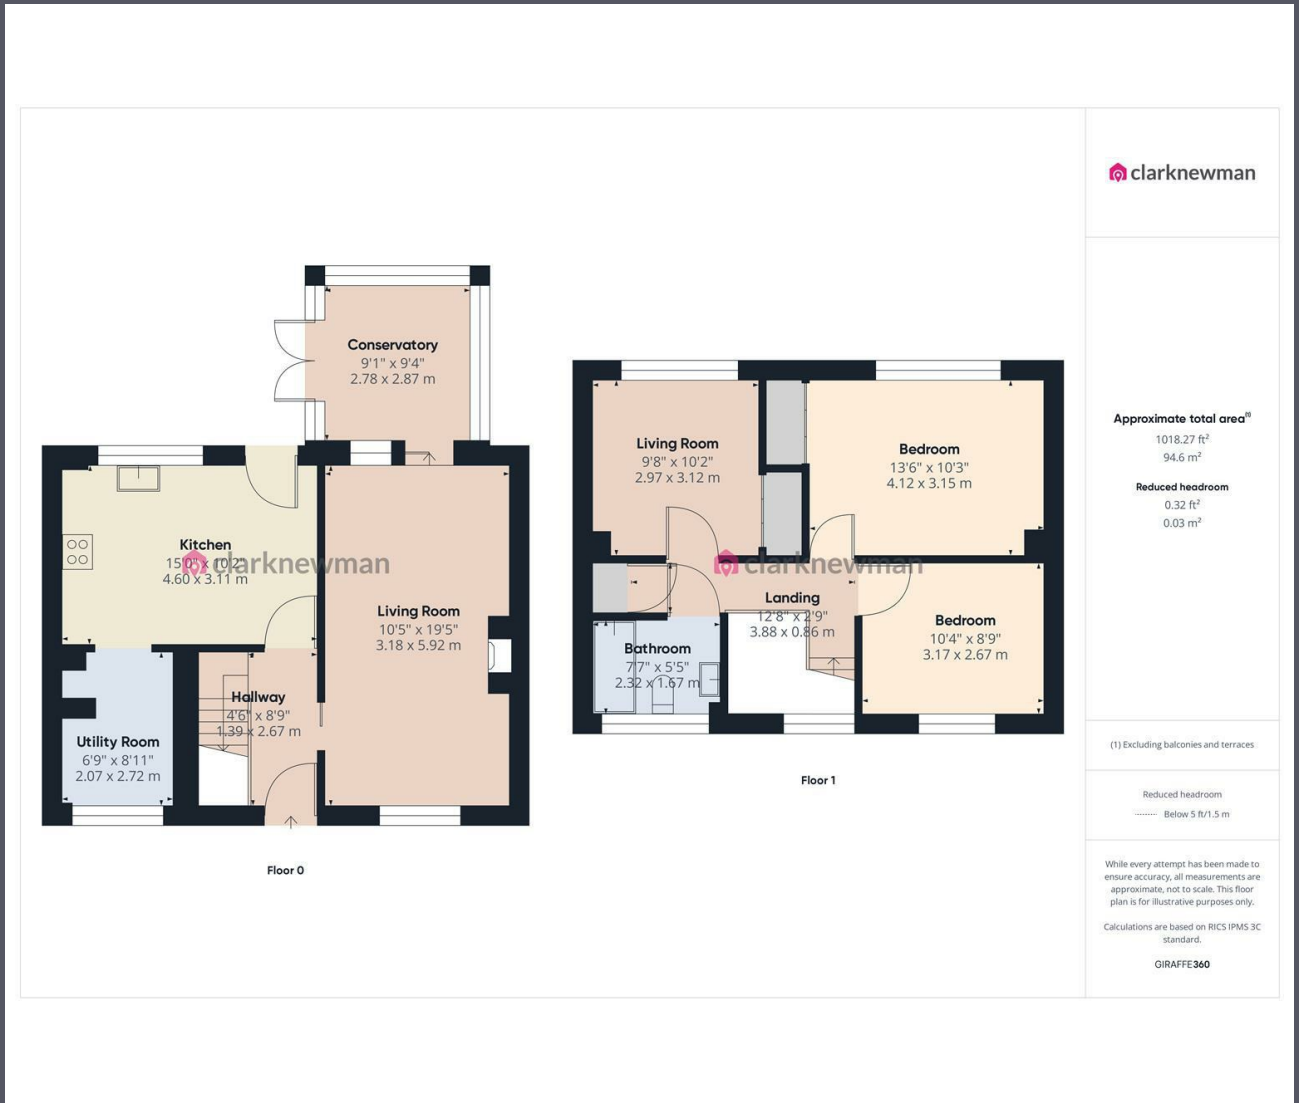 clarknewman
Conservatory
9'1" x 9'4"
2.78 x 2.87 m
Kitchen
15'0" x 10'2"
4.60 x 3.11 m
clarknewman
Living Room
10'5" x 19'5"
3.18 x 5.92 m
Hallway
4'6" x 8'9"
1.39 x 2.67 m
Utility Room
6'9" x 8'11"
2.07 x 2.72 m
Floor 0
Living Room
9'8" x 10'2"
2.97 x 3.12 m
Bedroom
13'6" x 10'3"
4.12 x 3.15 m
clarknewman
Landing
12'8" x 2'9"
3.88 x 0.86 m
Bathroom
7'7" x 5'5"
2.32 x 1.67 m
Bedroom
10'4" x 8'9"
3.17 x 2.67 m
Floor 1
Approximate total area(1)
1018.27 ft²
94.6 m²
Reduced headroom
0.32 ft²
0.03 m²
(1) Excluding balconies and terraces
Reduced headroom
Below 5 ft/1.5 m
While every attempt has been made to
ensure accuracy, all measurements are
approximate, not to scale. This floor
plan is for illustrative purposes only.
Calculations are based on RICS IPMS 3C
standard.
GIRAFFE360